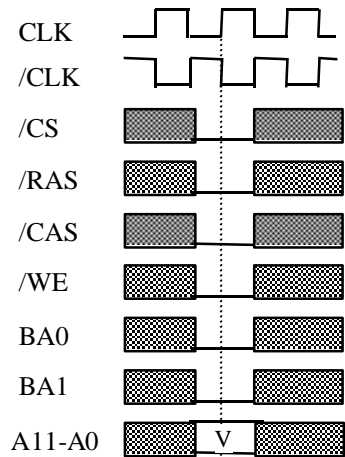 CLK
/CLK
/CS
/RAS
/CAS
/WE
BA0
BA1
A11-A0 V